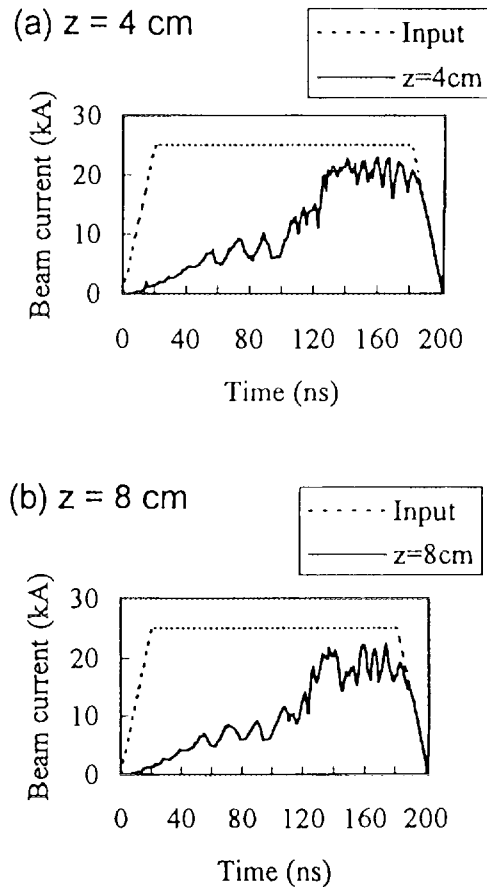 (a) z = 4 cm
Input
z=4cm
30
20
10
0
Beam current (kA)
0 40 80 120 160 200
Time (ns)
(b) z = 8 cm
Input
z=8cm
30
20
10
0
Beam current (kA)
0 40 80 120 160 200
Time (ns)